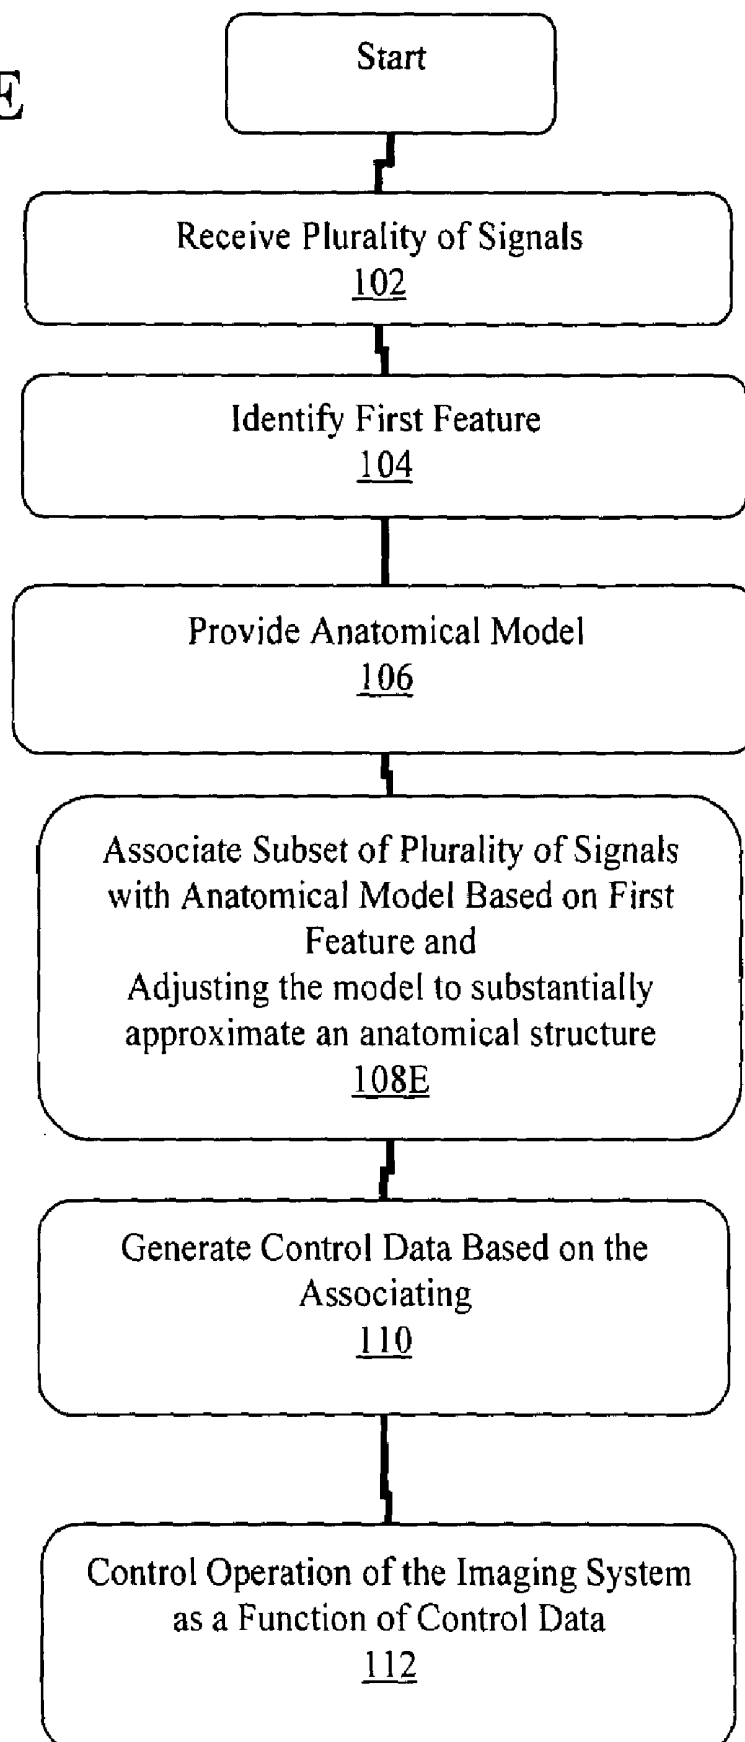 E
Start
Receive Plurality of Signals
102
Identify First Feature
104
Provide Anatomical Model
106
Associate Subset of Plurality of Signals
with Anatomical Model Based on First
Feature and
Adjusting the model to substantially
approximate an anatomical structure
108E
Generate Control Data Based on the
Associating
110
Control Operation of the Imaging System
as a Function of Control Data
112